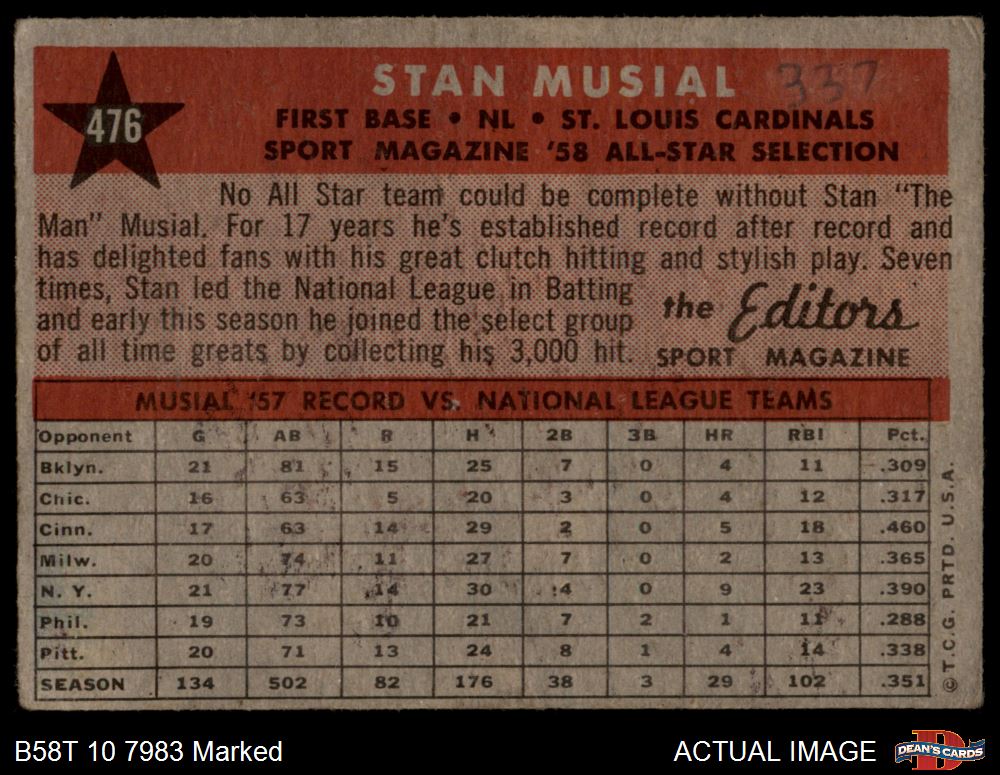 STAN MUSIAL 337
476
FIRST BASE • NL • ST. LOUIS CARDINALS
SPORT MAGAZINE '58 ALL-STAR SELECTION
No All Star team could be complete without Stan "The
Man" Musial. For 17 years he's established record after record and
has delighted fans with his great clutch hitting and stylish play. Seven
times, Stan led the National League in Batting
and early this season he joined the select group
of all time greats by collecting his 3,000 hit.
the Editors
SPORT MAGAZINE
MUSIAL '57 RECORD VS. NATIONAL LEAGUE TEAMS
Opponent G AB R H 2B 3B HR RBI Pct.
Bklyn. 21 81 15 25 7 0 4 11 .309
Chic. 16 63 5 20 3 0 4 12 .317
Cinn. 17 63 14 29 2 0 5 18 .460
Milw. 20 74 11 27 7 0 2 13 .365
N. Y. 21 77 14 30 4 0 9 23 .390
Phil. 19 73 10 21 7 2 1 11 .288
Pitt. 20 71 13 24 8 1 4 14 .338
SEASON 134 502 82 176 38 3 29 102 .351
© T.C.G. PRTD. U.S.A.
B58T 10 7983 Marked
ACTUAL IMAGE
D
DEAN'S CARDS